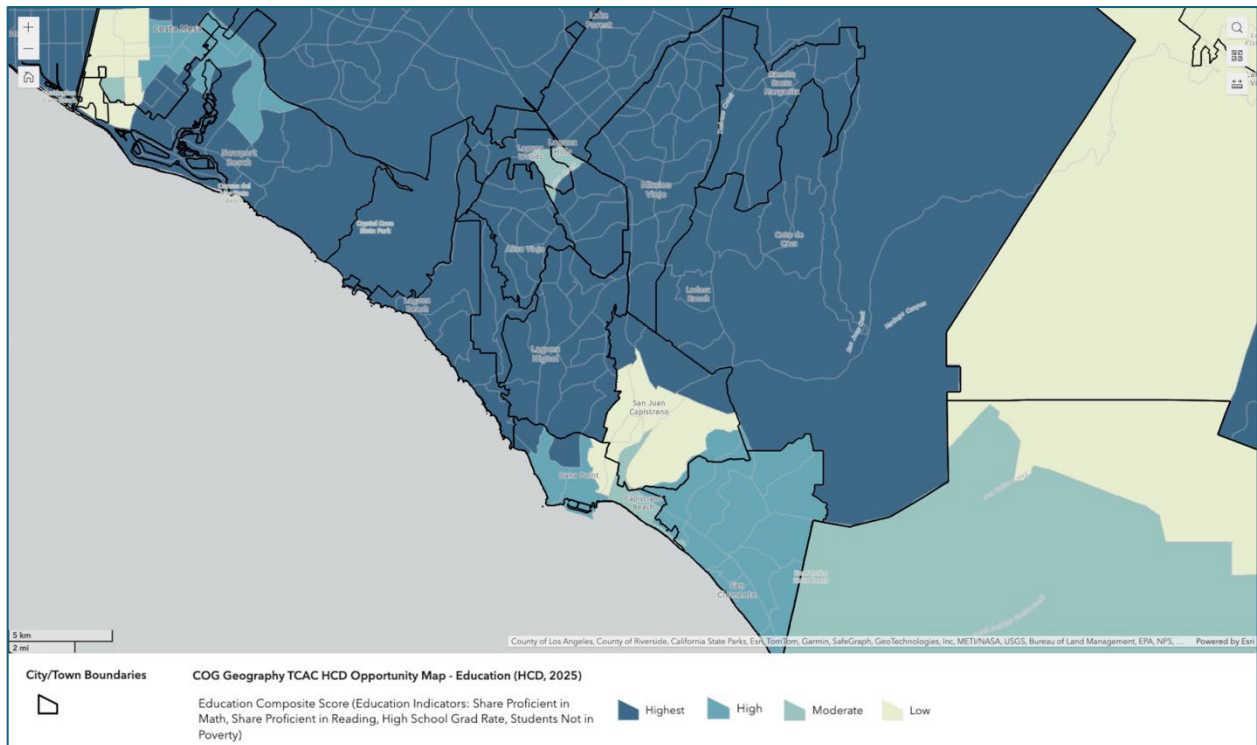 Costa Mesa
Lake
Forest
Rancho
Santa
Margarita
Laguna
Woods
Laguna
Hills
Newport
Beach
Corona del
Mission
Viejo
Crystal Cove
State Park
Aliso Viejo
Coto de
Caza
Ladera
Ranch
Laguna
Beach
San Juan Creek
Laguna
Niguel
San Juan
Capistrano
Dana Point
Capistrano
Beach
San
Clemente
5 km
2 mi
County of Los Angeles, County of Riverside, California State Parks, Esri, TomTom, Garmin, SafeGraph, GeoTechnologies, Inc, METI/NASA, USGS, Bureau of Land Management, EPA, NPS, ... Powered by Esri
City/Town Boundaries
COG Geography TCAC HCD Opportunity Map - Education (HCD, 2025)
Education Composite Score (Education Indicators: Share Proficient in
Math, Share Proficient in Reading, High School Grad Rate, Students Not in
Poverty)
Highest
High
Moderate
Low